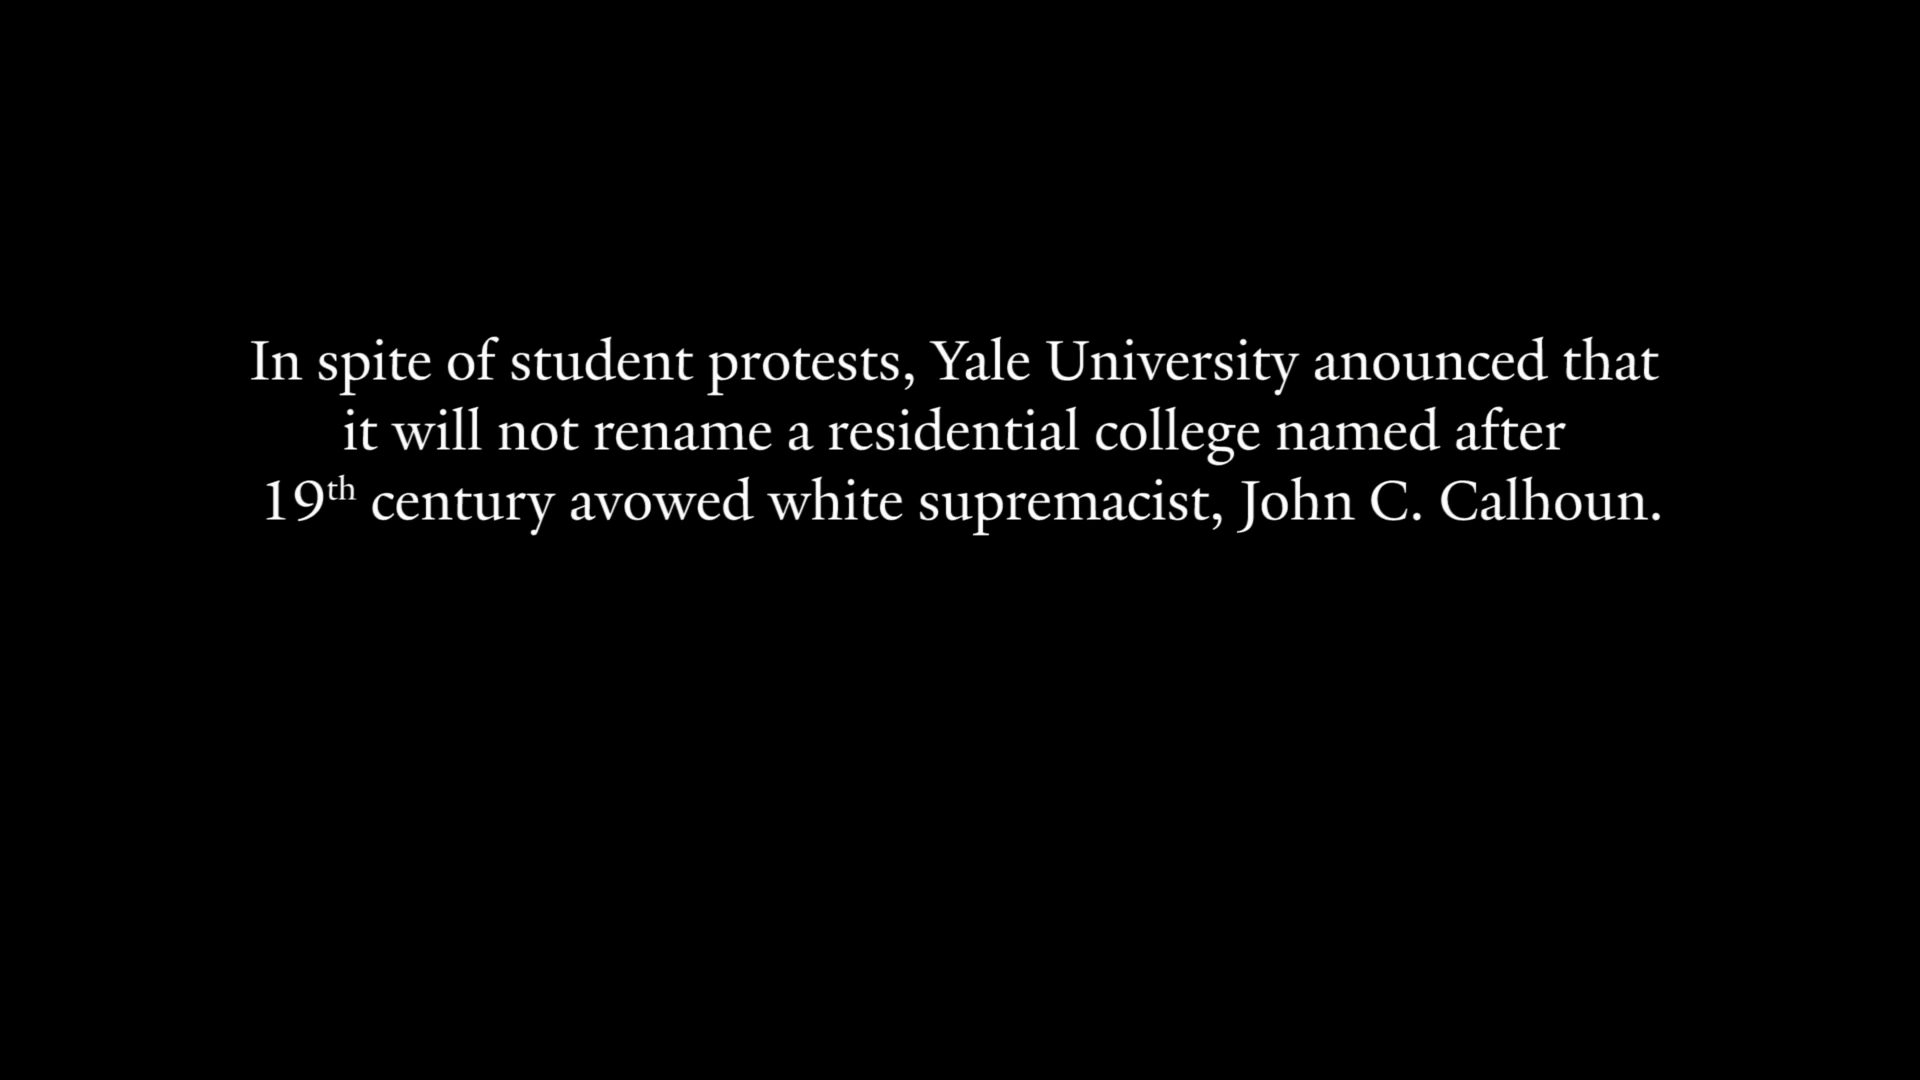 In spite of student protests, Yale University anounced that
it will not rename a residential college named after
19th century avowed white supremacist, John C. Calhoun.